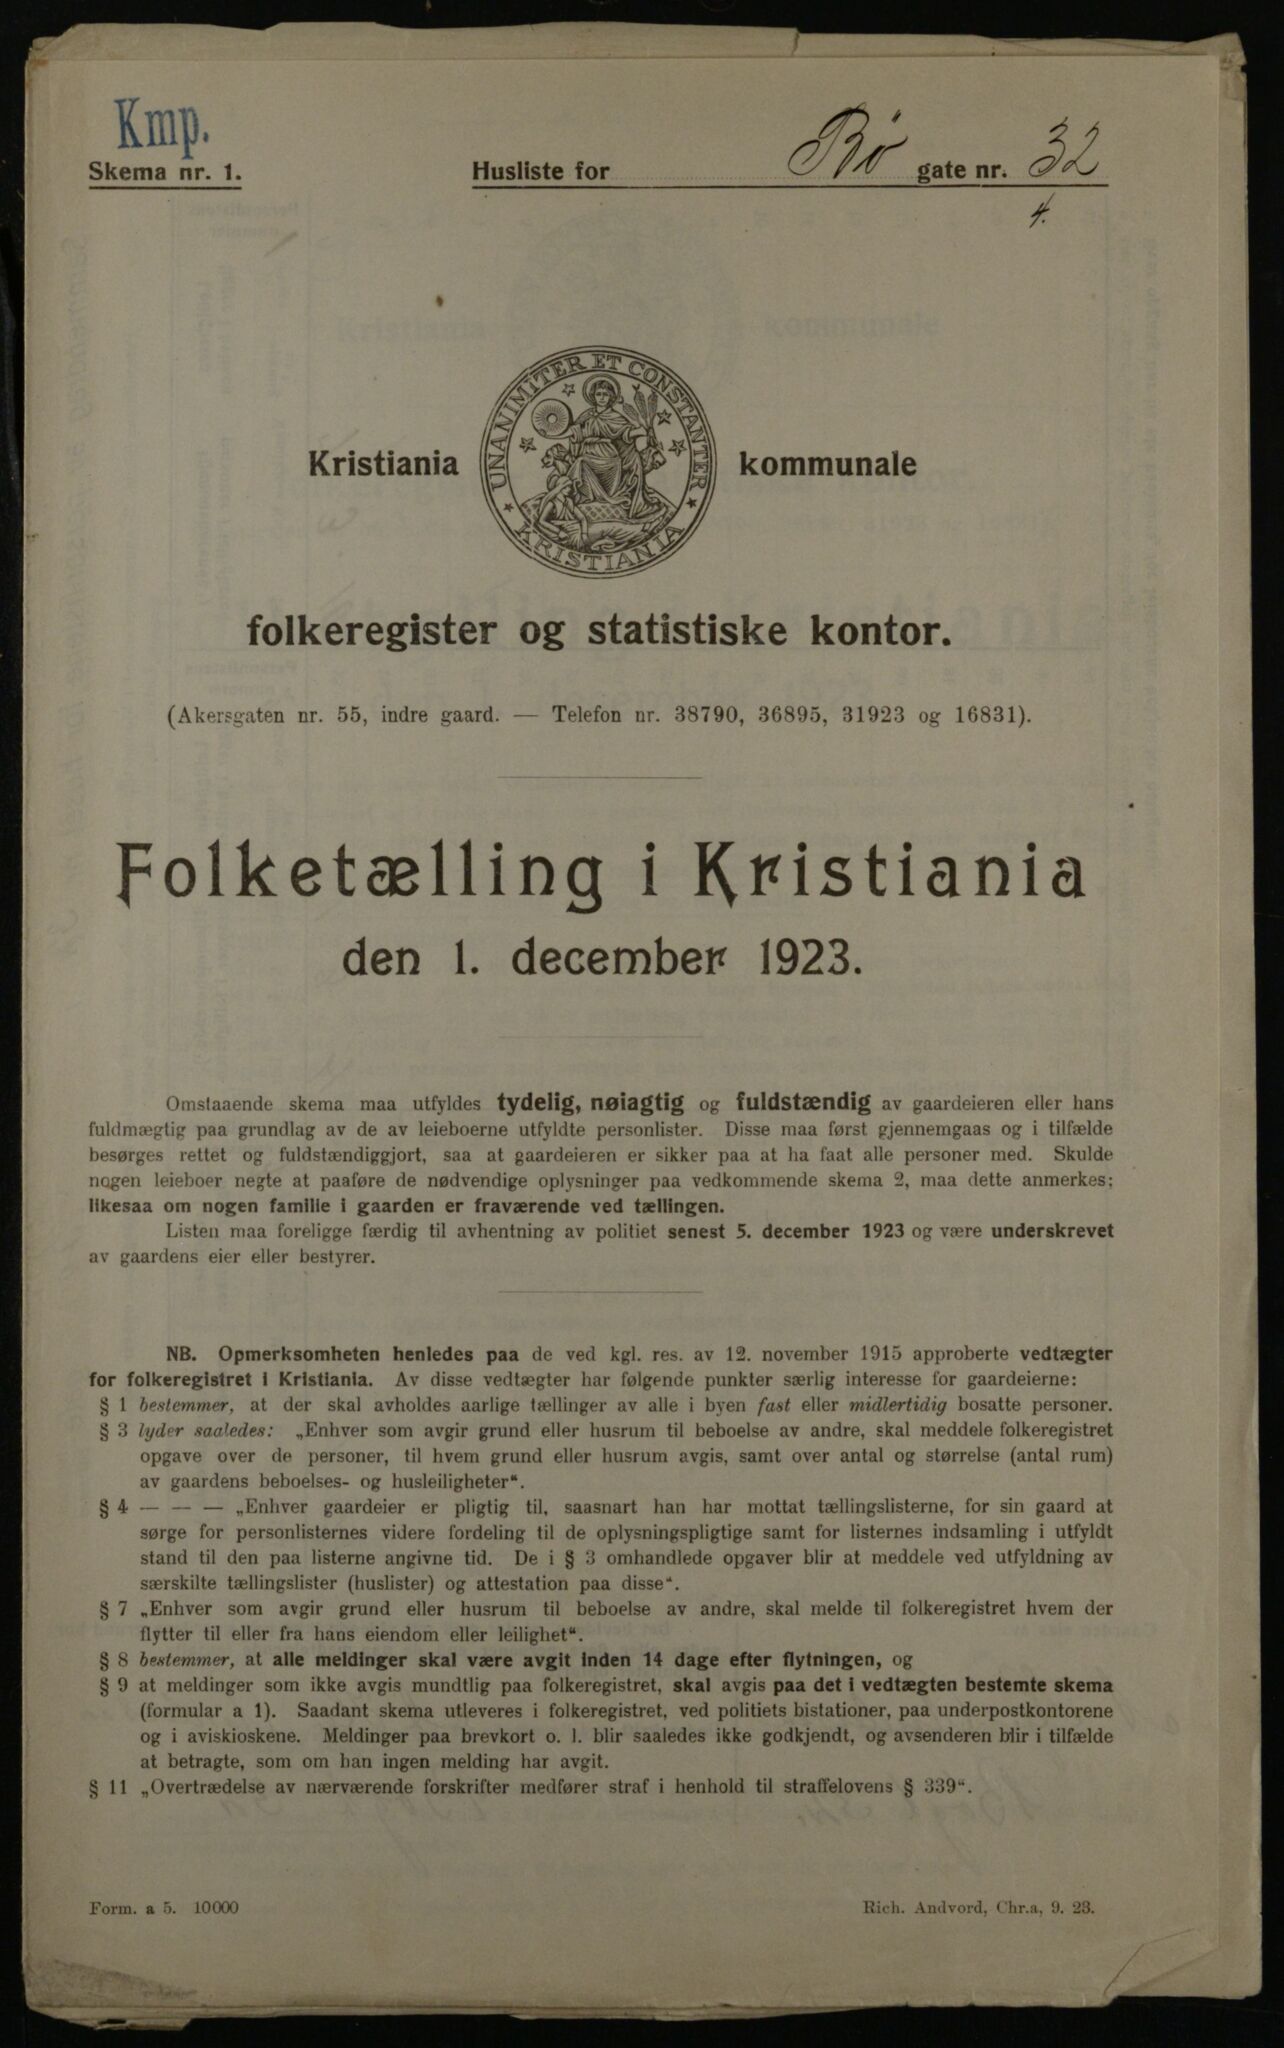 Kmp.
Skema nr. 1.
Husliste for Bø gate nr. 32
4.
UNANIMITER ET CONSTANTER
KRISTIANIA
Kristiania kommunale
folkeregister og statistiske kontor.
(Akersgaten nr. 55, indre gaard. — Telefon nr. 38790, 36895, 31923 og 16831).
Folketælling i Kristiania
den 1. december 1923.
Omstaaende skema maa utfyldes tydelig, nøiagtig og fuldstændig av gaardeieren eller hans
fuldmægtig paa grundlag av de av leieboerne utfyldte personlister. Disse maa først gjennemgaas og i tilfælde
besørges rettet og fuldstændiggjort, saa at gaardeieren er sikker paa at ha faat alle personer med. Skulde
nogen leieboer negte at paaføre de nødvendige oplysninger paa vedkommende skema 2, maa dette anmerkes;
likesaa om nogen familie i gaarden er fraværende ved tællingen.
Listen maa foreligge færdig til avhentning av politiet senest 5. december 1923 og være underskrevet
av gaardens eier eller bestyrer.
NB. Opmerksomheten henledes paa de ved kgl. res. av 12. november 1915 approberte vedtægter
for folkeregistret i Kristiania. Av disse vedtægter har følgende punkter særlig interesse for gaardeierne:
§ 1 bestemmer, at der skal avholdes aarlige tællinger av alle i byen fast eller midlertidig bosatte personer.
§ 3 lyder saaledes: „Enhver som avgir grund eller husrum til beboelse av andre, skal meddele folkeregistret
opgave over de personer, til hvem grund eller husrum avgis, samt over antal og størrelse (antal rum)
av gaardens beboelses- og husleiligheter“.
§ 4 — — — „Enhver gaardeier er pligtig til, saasnart han har mottat tællingslisterne, for sin gaard at
sørge for personlisternes videre fordeling til de oplysningspligtige samt for listernes indsamling i utfyldt
stand til den paa listerne angivne tid. De i § 3 omhandlede opgaver blir at meddele ved utfyldning av
særskilte tællingslister (huslister) og attestation paa disse“.
§ 7 „Enhver som avgir grund eller husrum til beboelse av andre, skal melde til folkeregistret hvem der
flytter til eller fra hans eiendom eller leilighet“.
§ 8 bestemmer, at alle meldinger skal være avgit inden 14 dage efter flytningen, og
§ 9 at meldinger som ikke avgis mundtlig paa folkeregistret, skal avgis paa det i vedtægten bestemte skema
(formular a 1). Saadant skema utleveres i folkeregistret, ved politiets bistationer, paa underpostkontorene
og i aviskioskene. Meldinger paa brevkort o. l. blir saaledes ikke godkjendt, og avsenderen blir i tilfælde
at betragte, som om han ingen melding har avgit.
§ 11 „Overtrædelse av nærværende forskrifter medfører straf i henhold til straffelovens § 339“.
Form. a 5. 10000
Rich. Andvord, Chr.a, 9. 23.